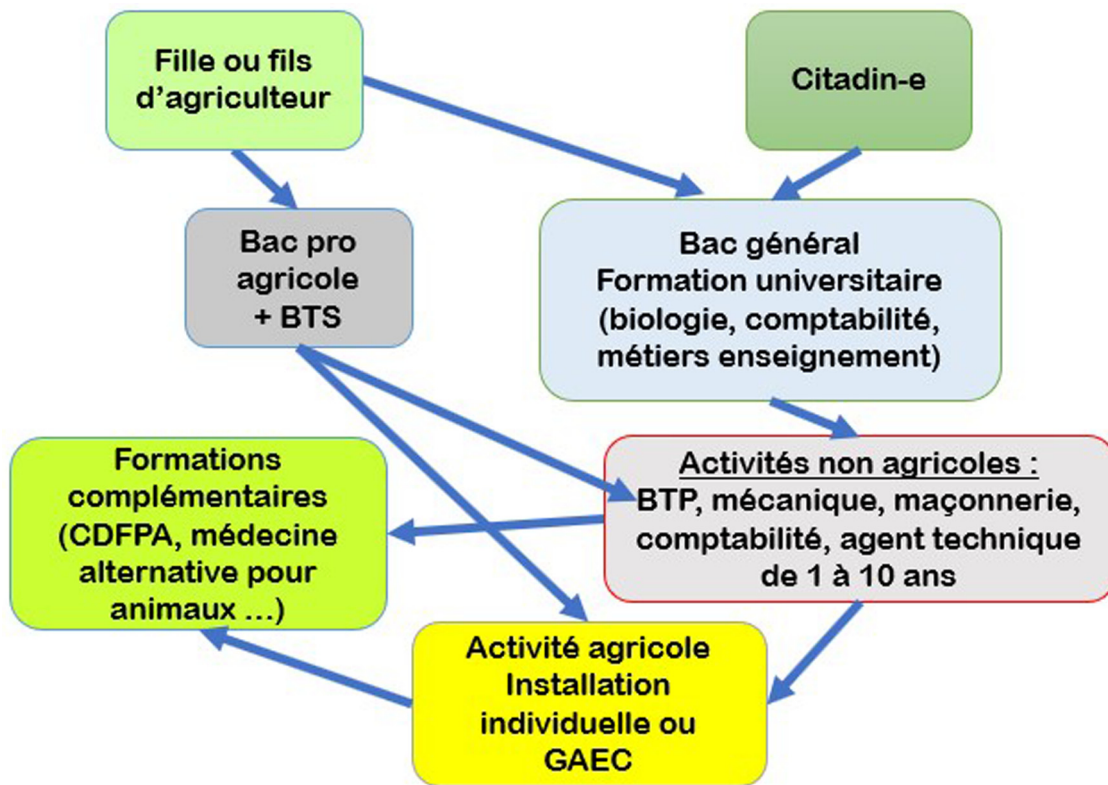 Fille ou fils
d’agriculteur
Citadin-e
Bac pro
agricole
+ BTS
Bac général
Formation universitaire
(biologie, comptabilité,
métiers enseignement)
Formations
complémentaires
(CDFPA, médecine
alternative pour
animaux ...)
Activités non agricoles :
BTP, mécanique, maçonnerie,
comptabilité, agent technique
de 1 à 10 ans
Activité agricole
Installation
individuelle ou
GAEC